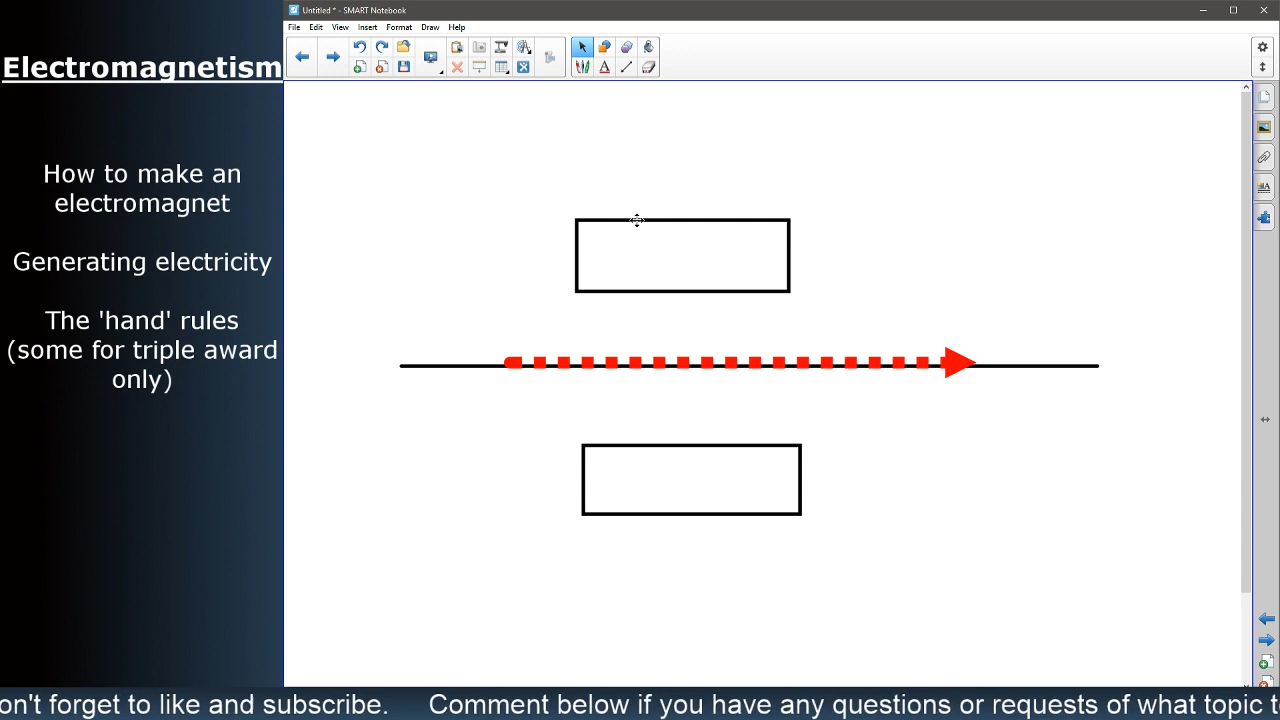 Untitled * - SMART Notebook
File Edit View Insert Format Draw Help
Electromagnetism
How to make an
electromagnet
Generating electricity
The 'hand' rules
(some for triple award
only)
on't forget to like and subscribe. Comment below if you have any questions or requests of what topic t